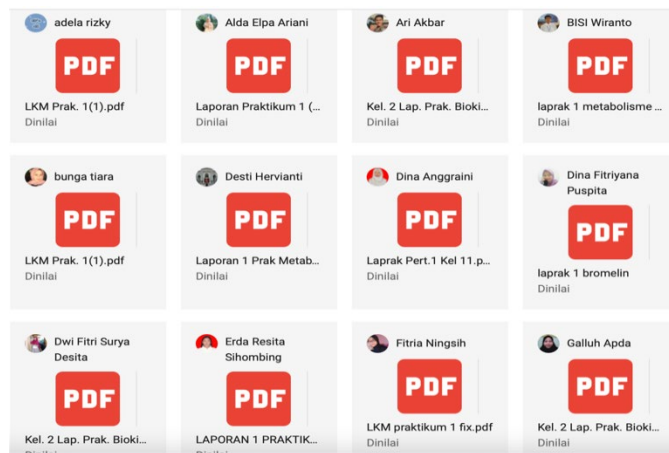 adela rizky
PDF
LKM Prak. 1(1).pdf
Dinilai
Alda Elpa Ariani
PDF
Laporan Praktikum 1 (...
Dinilai
Ari Akbar
PDF
Kel. 2 Lap. Prak. Bioki...
Dinilai
BISI Wiranto
PDF
laprak 1 metabolisme ...
Dinilai
bunga tiara
PDF
LKM Prak. 1(1).pdf
Dinilai
Desti Hervianti
PDF
Laporan 1 Prak Metab...
Dinilai
Dina Anggraini
PDF
Laprak Pert.1 Kel 11.p...
Dinilai
Dina Fitriyana
Puspita
PDF
laprak 1 bromelin
Dinilai
Dwi Fitri Surya
Desita
PDF
Kel. 2 Lap. Prak. Bioki...
Dinilai
Erda Resita
Sihombing
PDF
LAPORAN 1 PRAKTIK...
Dinilai
Fitria Ningsih
PDF
LKM praktikum 1 fix.pdf
Dinilai
Galluh Apda
PDF
Kel. 2 Lap. Prak. Bioki...
Dinilai